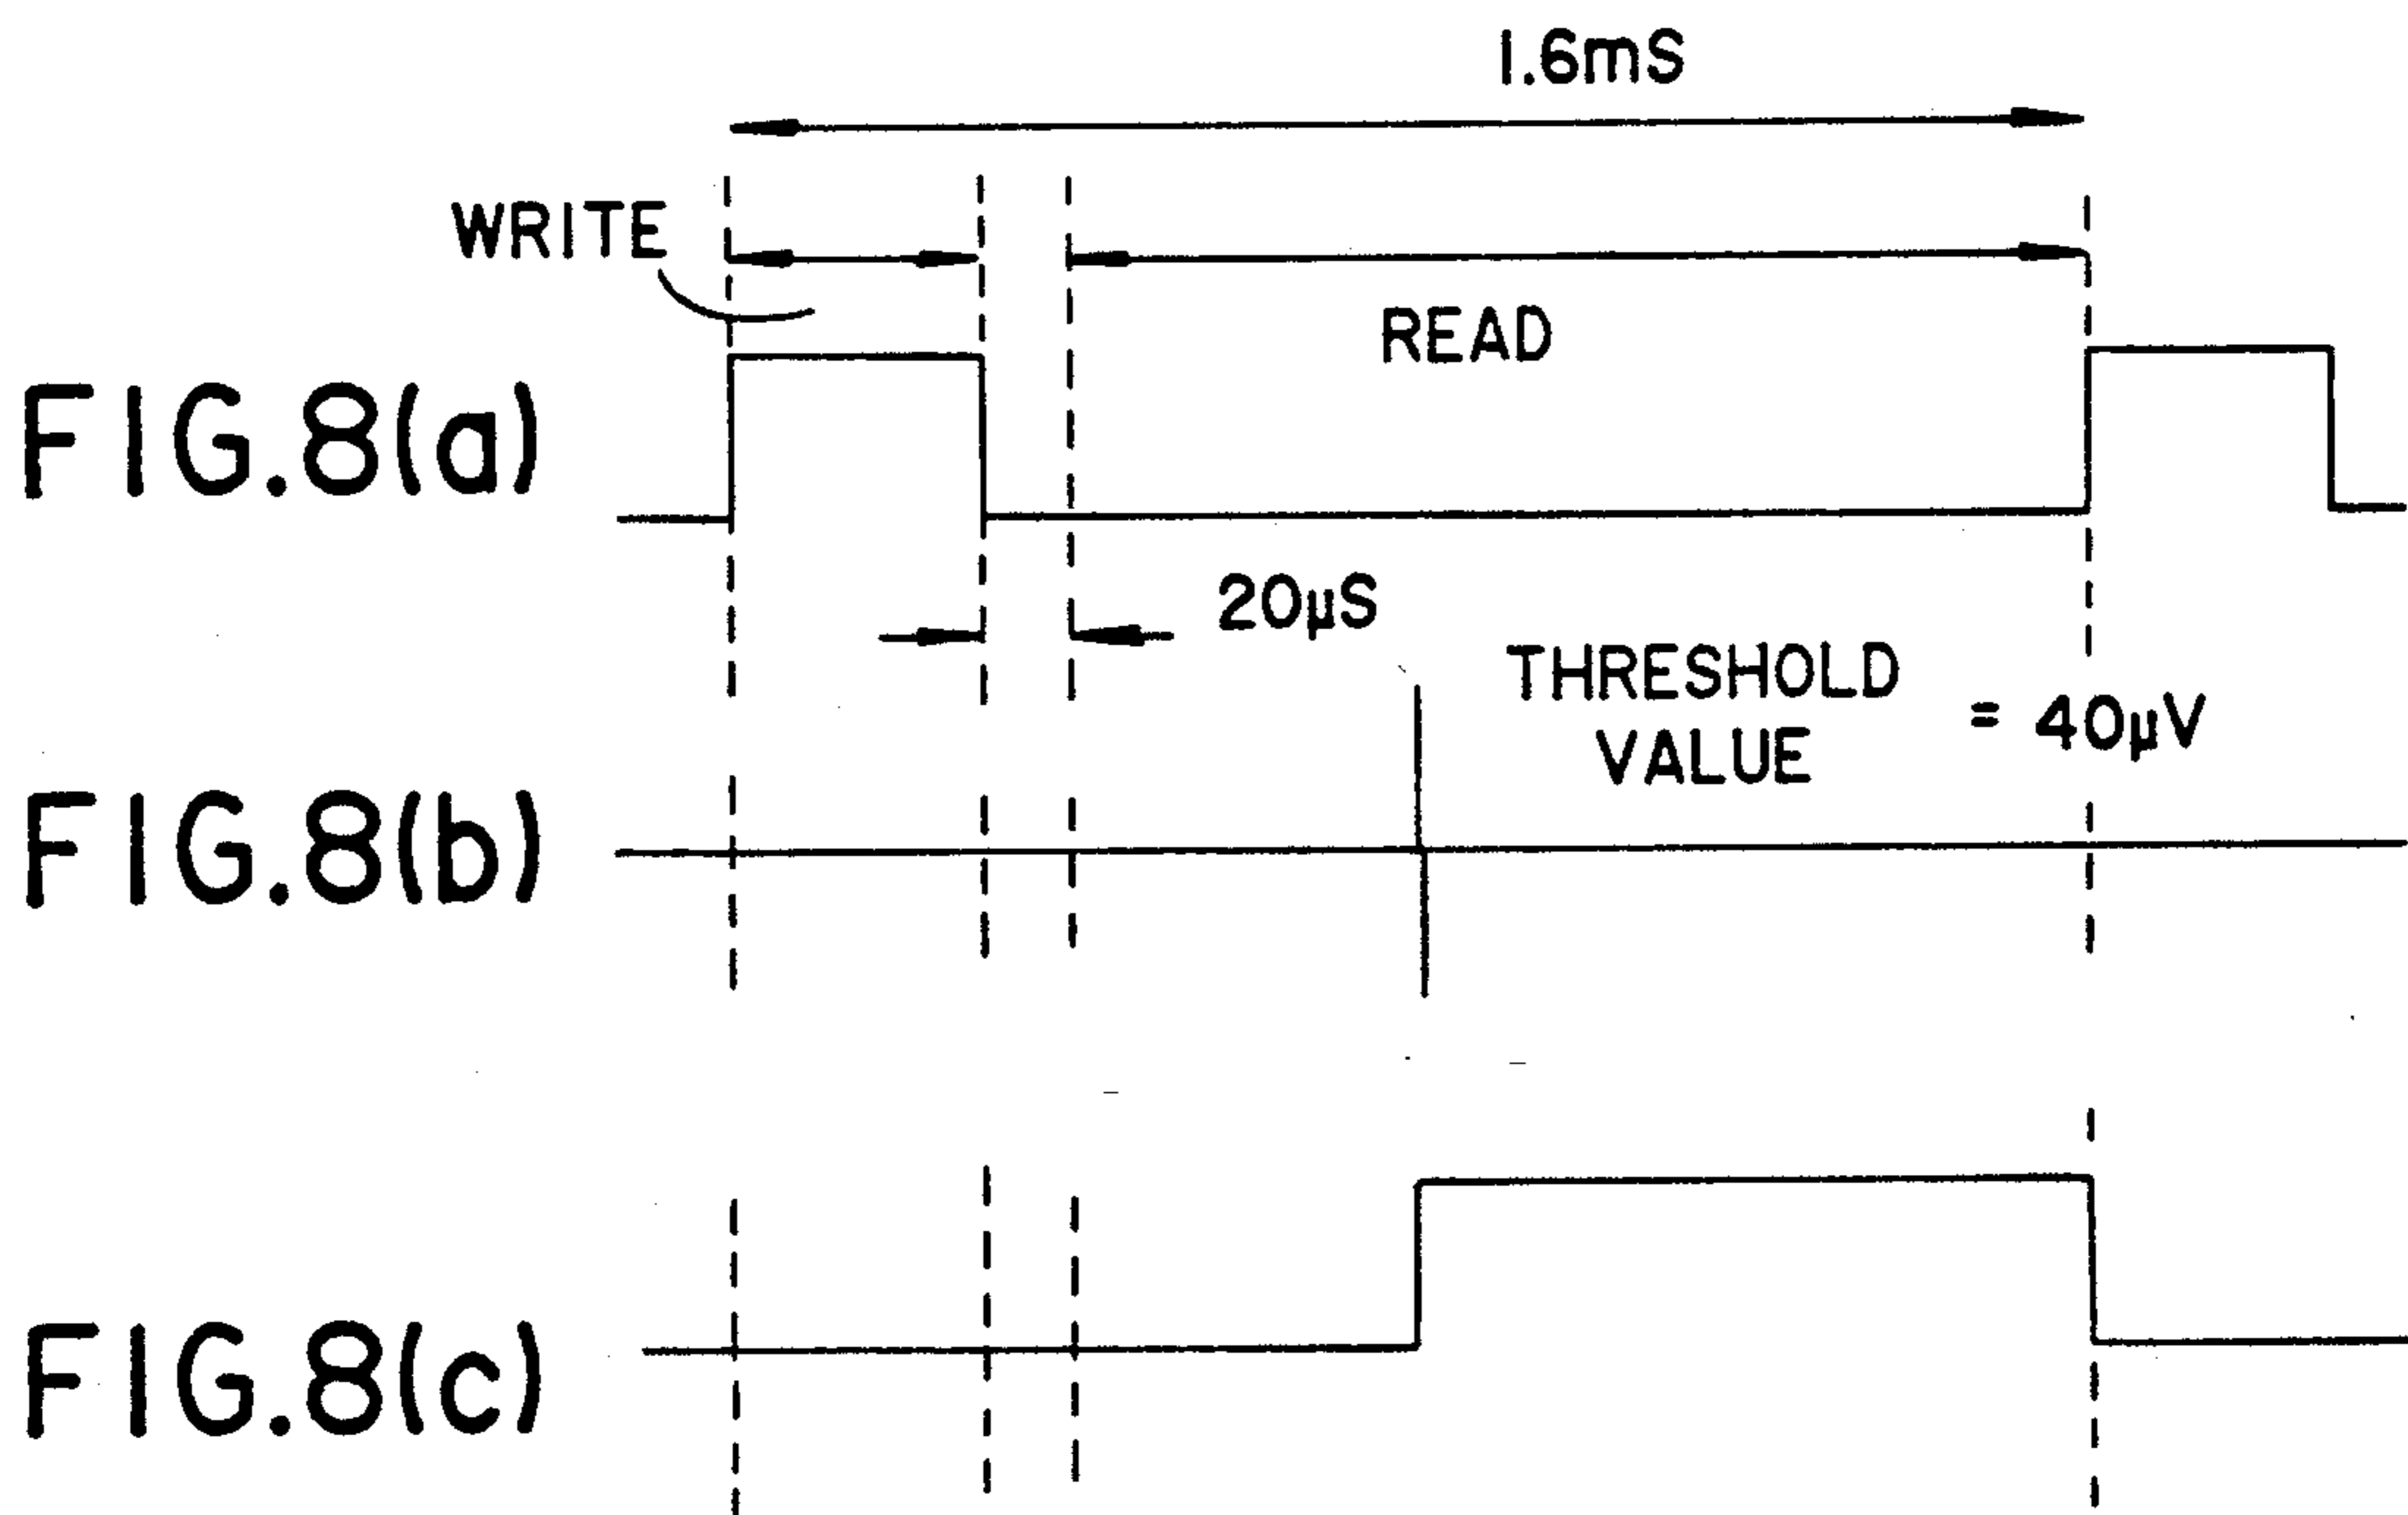 1.6mS
WRITE
READ
FIG.8(a)
20µS
THRESHOLD
VALUE = 40µV
FIG.8(b)
FIG.8(c)